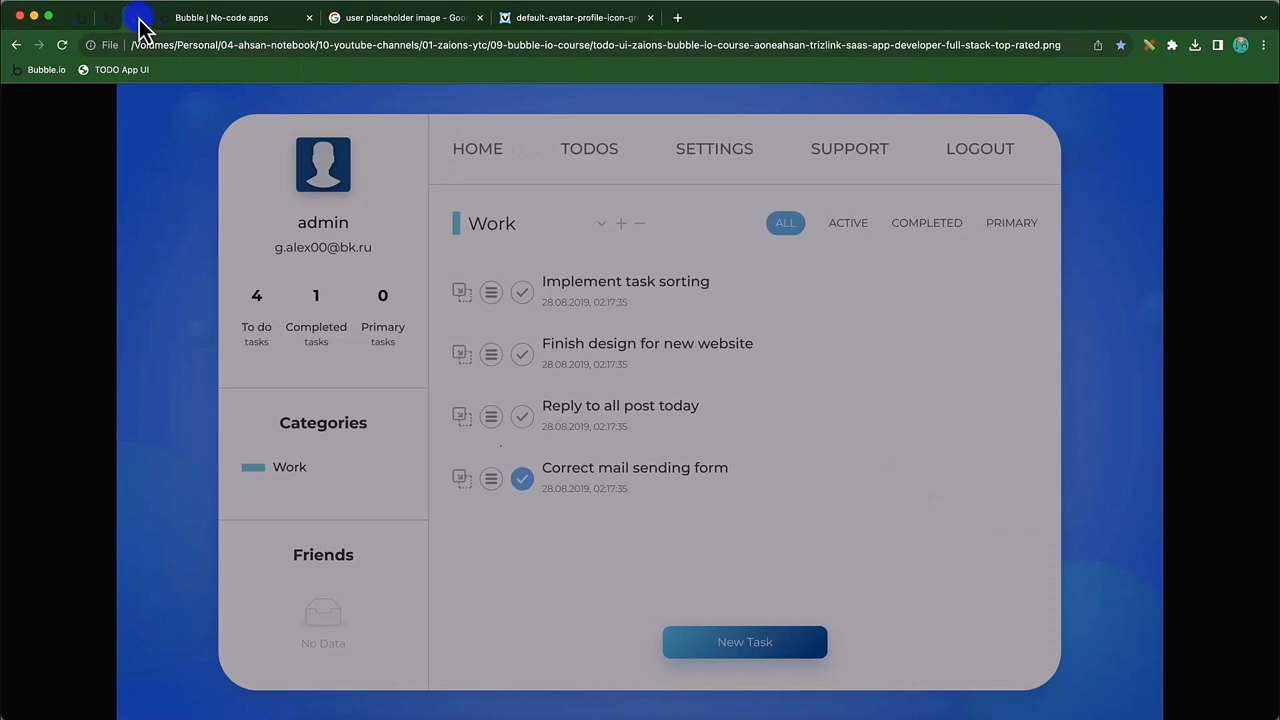 Bubble | No-code apps
user placeholder image - Goo
default-avatar-profile-icon-gr
File
/Volumes/Personal/04-ahsan-notebook/10-youtube-channels/01-zaions-ytc/09-bubble-io-course/todo-ui-zaions-bubble-io-course-aoneahsan-trizlink-saas-app-developer-full-stack-top-rated.png
Bubble.io
TODO App UI
HOME
TODOS
SETTINGS
SUPPORT
LOGOUT
admin
g.alex00@bk.ru
4
1
0
To do
Completed
Primary
tasks
tasks
tasks
Categories
Work
Friends
No Data
Work
ALL
ACTIVE
COMPLETED
PRIMARY
Implement task sorting
28.08.2019, 02:17:35
Finish design for new website
28.08.2019, 02:17:35
Reply to all post today
28.08.2019, 02:17:35
Correct mail sending form
28.08.2019, 02:17:35
New Task